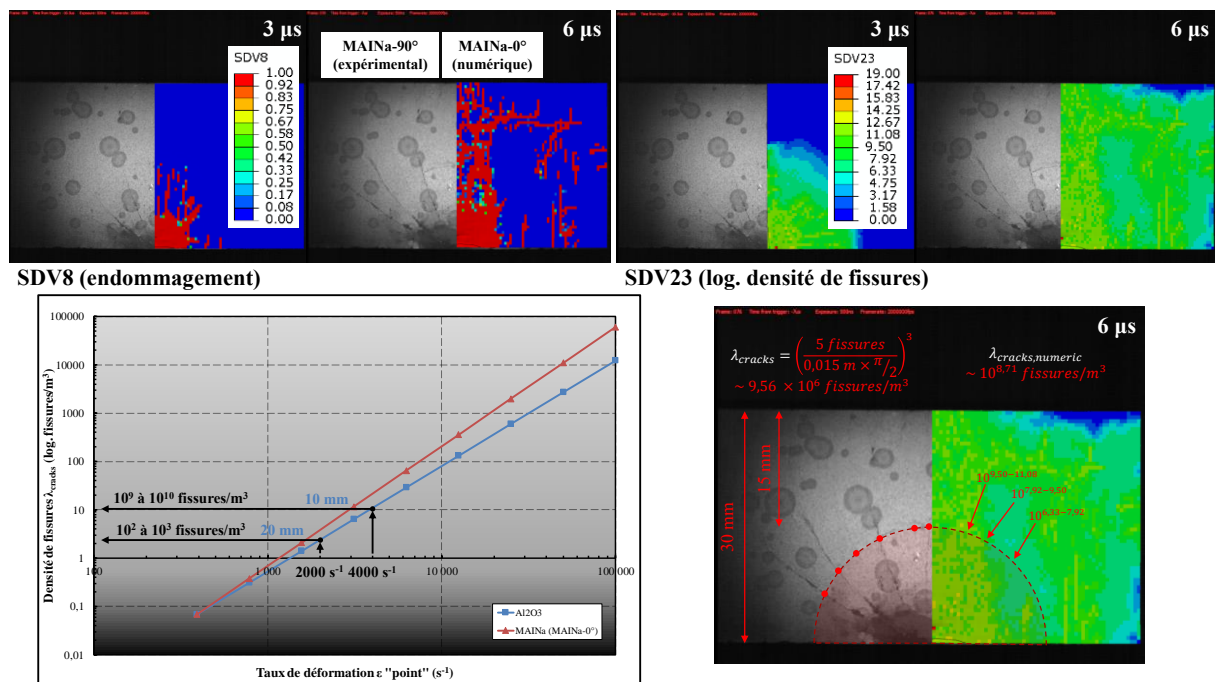 3 µs
SDV8
1.00
0.92
0.83
0.75
0.67
0.58
0.50
0.42
0.33
0.25
0.17
0.08
0.00
6 µs
MAINa-90°
(expérimental)
MAINa-0°
(numérique)
3 µs
SDV23
19.00
17.42
15.83
14.25
12.67
11.08
9.50
7.92
6.33
4.75
3.17
1.58
0.00
6 µs
SDV8 (endommagement)
SDV23 (log. densité de fissures)
Densité de fissures λcracks (log. fissures/m³)
100000
10000
1000
100
10
1
0,1
0,01
10⁹ à 10¹⁰ fissures/m³
10 mm
10² à 10³ fissures/m³
20 mm
100
1 000
10 000
100 000
2000 s⁻¹
4000 s⁻¹
Al2O3
MAINa (MAINa-0°)
Taux de déformation ε "point" (s⁻¹)
6 µs
λcracks = (5 fissures / 0,015 m × π/2)³
~ 9,56 × 10⁶ fissures/m³
λcracks,numeric
~ 10⁸,⁷¹ fissures/m³
15 mm
30 mm
10⁹,⁵⁰⁻¹¹,⁰⁸
10⁷,⁹²⁻⁹,⁵⁰
10⁶,³³⁻⁷,⁹²